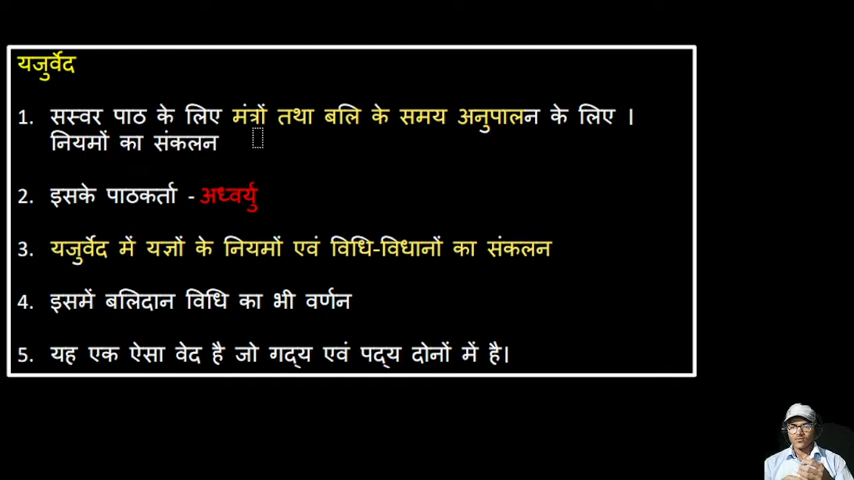 यजुर्वेद
1. सस्वर पाठ के लिए मंत्रों तथा बलि के समय अनुपालन के लिए ।
नियमों का संकलन
2. इसके पाठकर्ता - अध्वर्यु
3. यजुर्वेद में यज्ञों के नियमों एवं विधि-विधानों का संकलन
4. इसमें बलिदान विधि का भी वर्णन
5. यह एक ऐसा वेद है जो गद्य एवं पद्य दोनों में है।